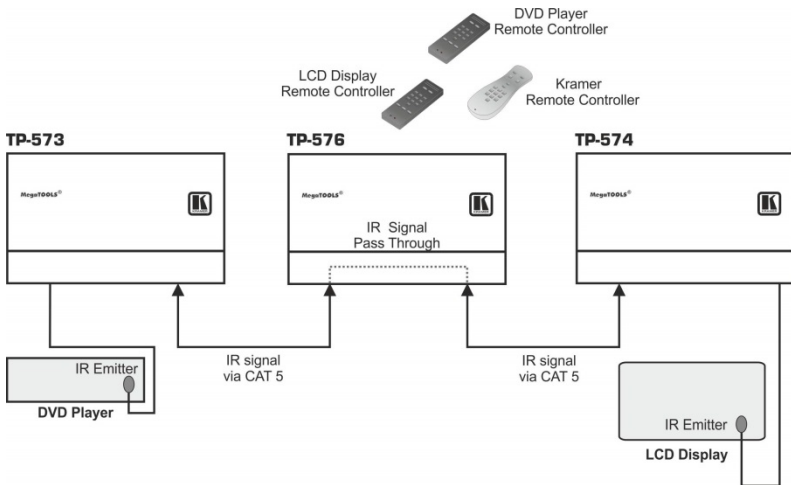 DVD Player
Remote Controller
LCD Display
Remote Controller
Kramer
Remote Controller
TP-573
TP-576
TP-574
MegaTOOLS®
MegaTOOLS®
MegaTOOLS®
K
K
K
IR Signal
Pass Through
IR Emitter
DVD Player
IR signal
via CAT 5
IR signal
via CAT 5
IR Emitter
LCD Display